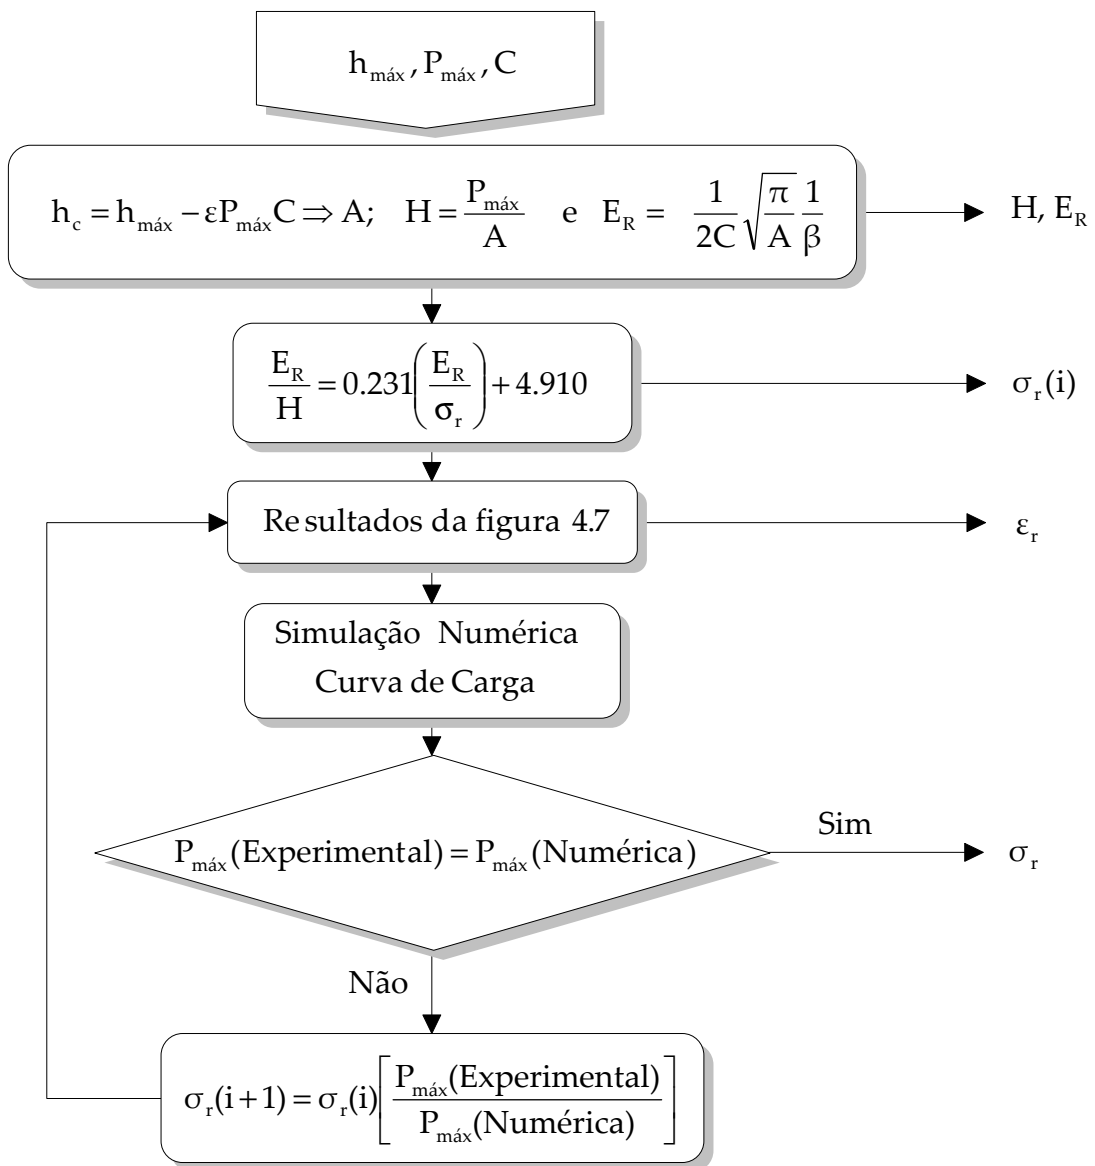 h_máx, P_máx, C
h_c = h_máx − εP_máxC ⇒ A; H = P_máx/A e E_R = 1/(2C) √(π/A) 1/β
H, E_R
E_R/H = 0.231(E_R/σ_r) + 4.910
σ_r(i)
Resultados da figura 4.7
ε_r
Simulação Numérica
Curva de Carga
Sim
P_máx(Experimental) = P_máx(Numérica)
σ_r
Não
σ_r(i+1) = σ_r(i)[P_máx(Experimental)/P_máx(Numérica)]